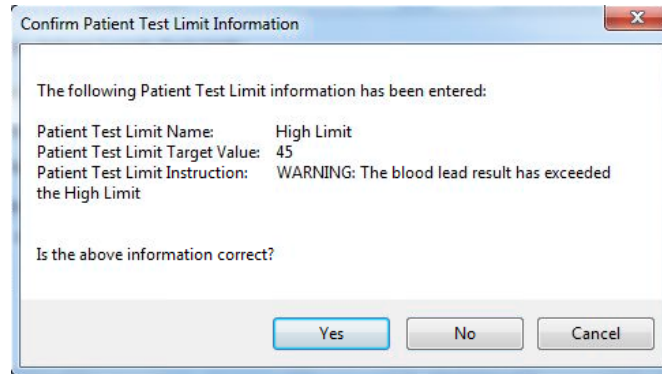 Confirm Patient Test Limit Information
The following Patient Test Limit information has been entered:
Patient Test Limit Name: High Limit
Patient Test Limit Target Value: 45
Patient Test Limit Instruction: WARNING: The blood lead result has exceeded
the High Limit
Is the above information correct?
Yes No Cancel